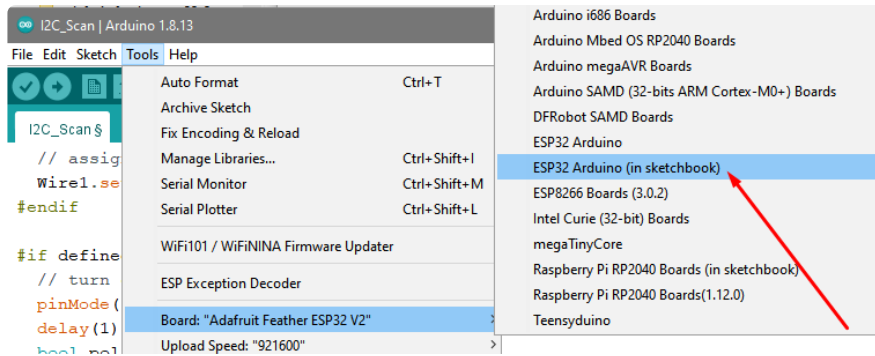 I2C_Scan | Arduino 1.8.13
File Edit Sketch Tools Help
I2C_Scan §
// assig
Wire1.se
#endif
#if define
// turn
pinMode(
delay(1)
bool pol
Auto Format Ctrl+T
Archive Sketch
Fix Encoding & Reload
Manage Libraries... Ctrl+Shift+I
Serial Monitor Ctrl+Shift+M
Serial Plotter Ctrl+Shift+L
WiFi101 / WiFiNINA Firmware Updater
ESP Exception Decoder
Board: "Adafruit Feather ESP32 V2"
Upload Speed: "921600"
Arduino i686 Boards
Arduino Mbed OS RP2040 Boards
Arduino megaAVR Boards
Arduino SAMD (32-bits ARM Cortex-M0+) Boards
DFRobot SAMD Boards
ESP32 Arduino
ESP32 Arduino (in sketchbook)
ESP8266 Boards (3.0.2)
Intel Curie (32-bit) Boards
megaTinyCore
Raspberry Pi RP2040 Boards (in sketchbook)
Raspberry Pi RP2040 Boards(1.12.0)
Teensyduino